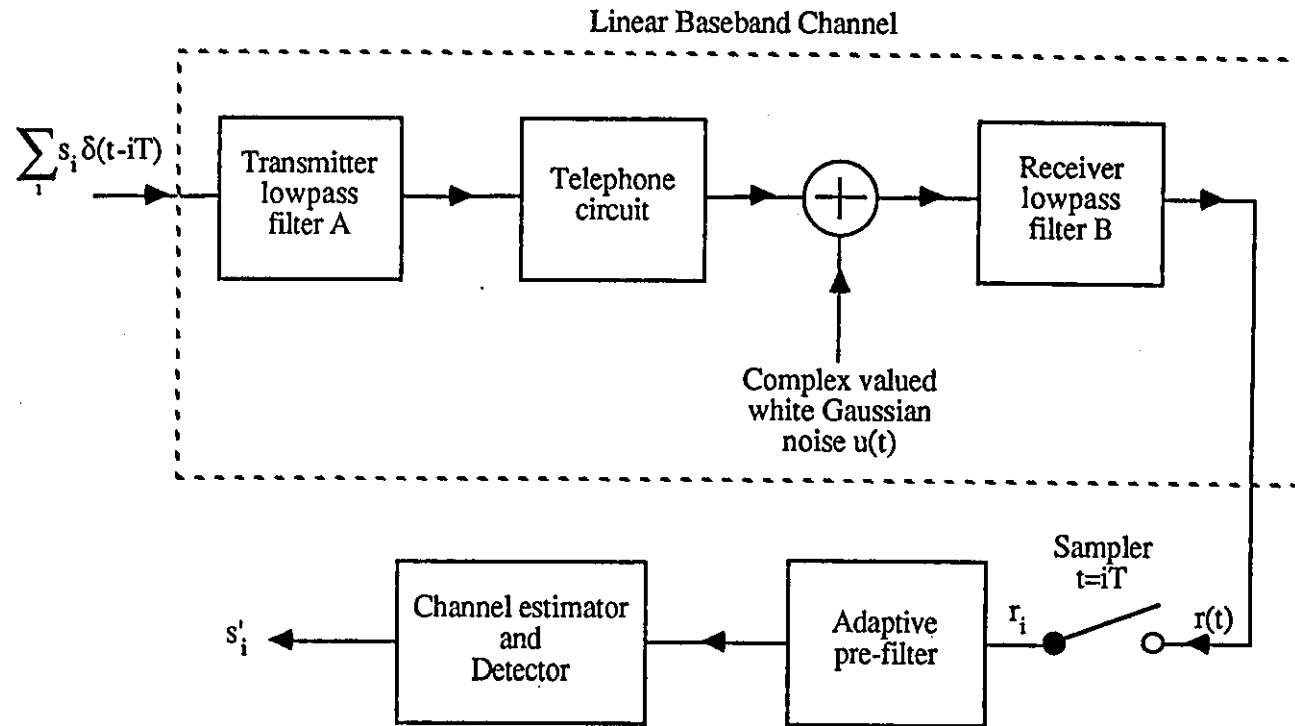 Linear Baseband Channel
∑ s_i δ(t-iT)
i
Transmitter
lowpass
filter A
Telephone
circuit
Receiver
lowpass
filter B
Complex valued
white Gaussian
noise u(t)
Sampler
t=iT
Channel estimator
and
Detector
Adaptive
pre-filter
s'_i
r_i
r(t)